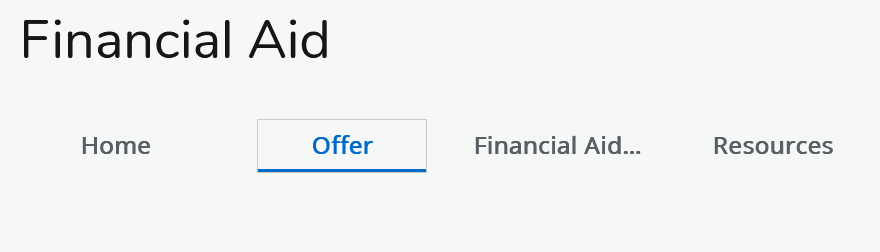 Financial Aid
Home Offer Financial Aid... Resources